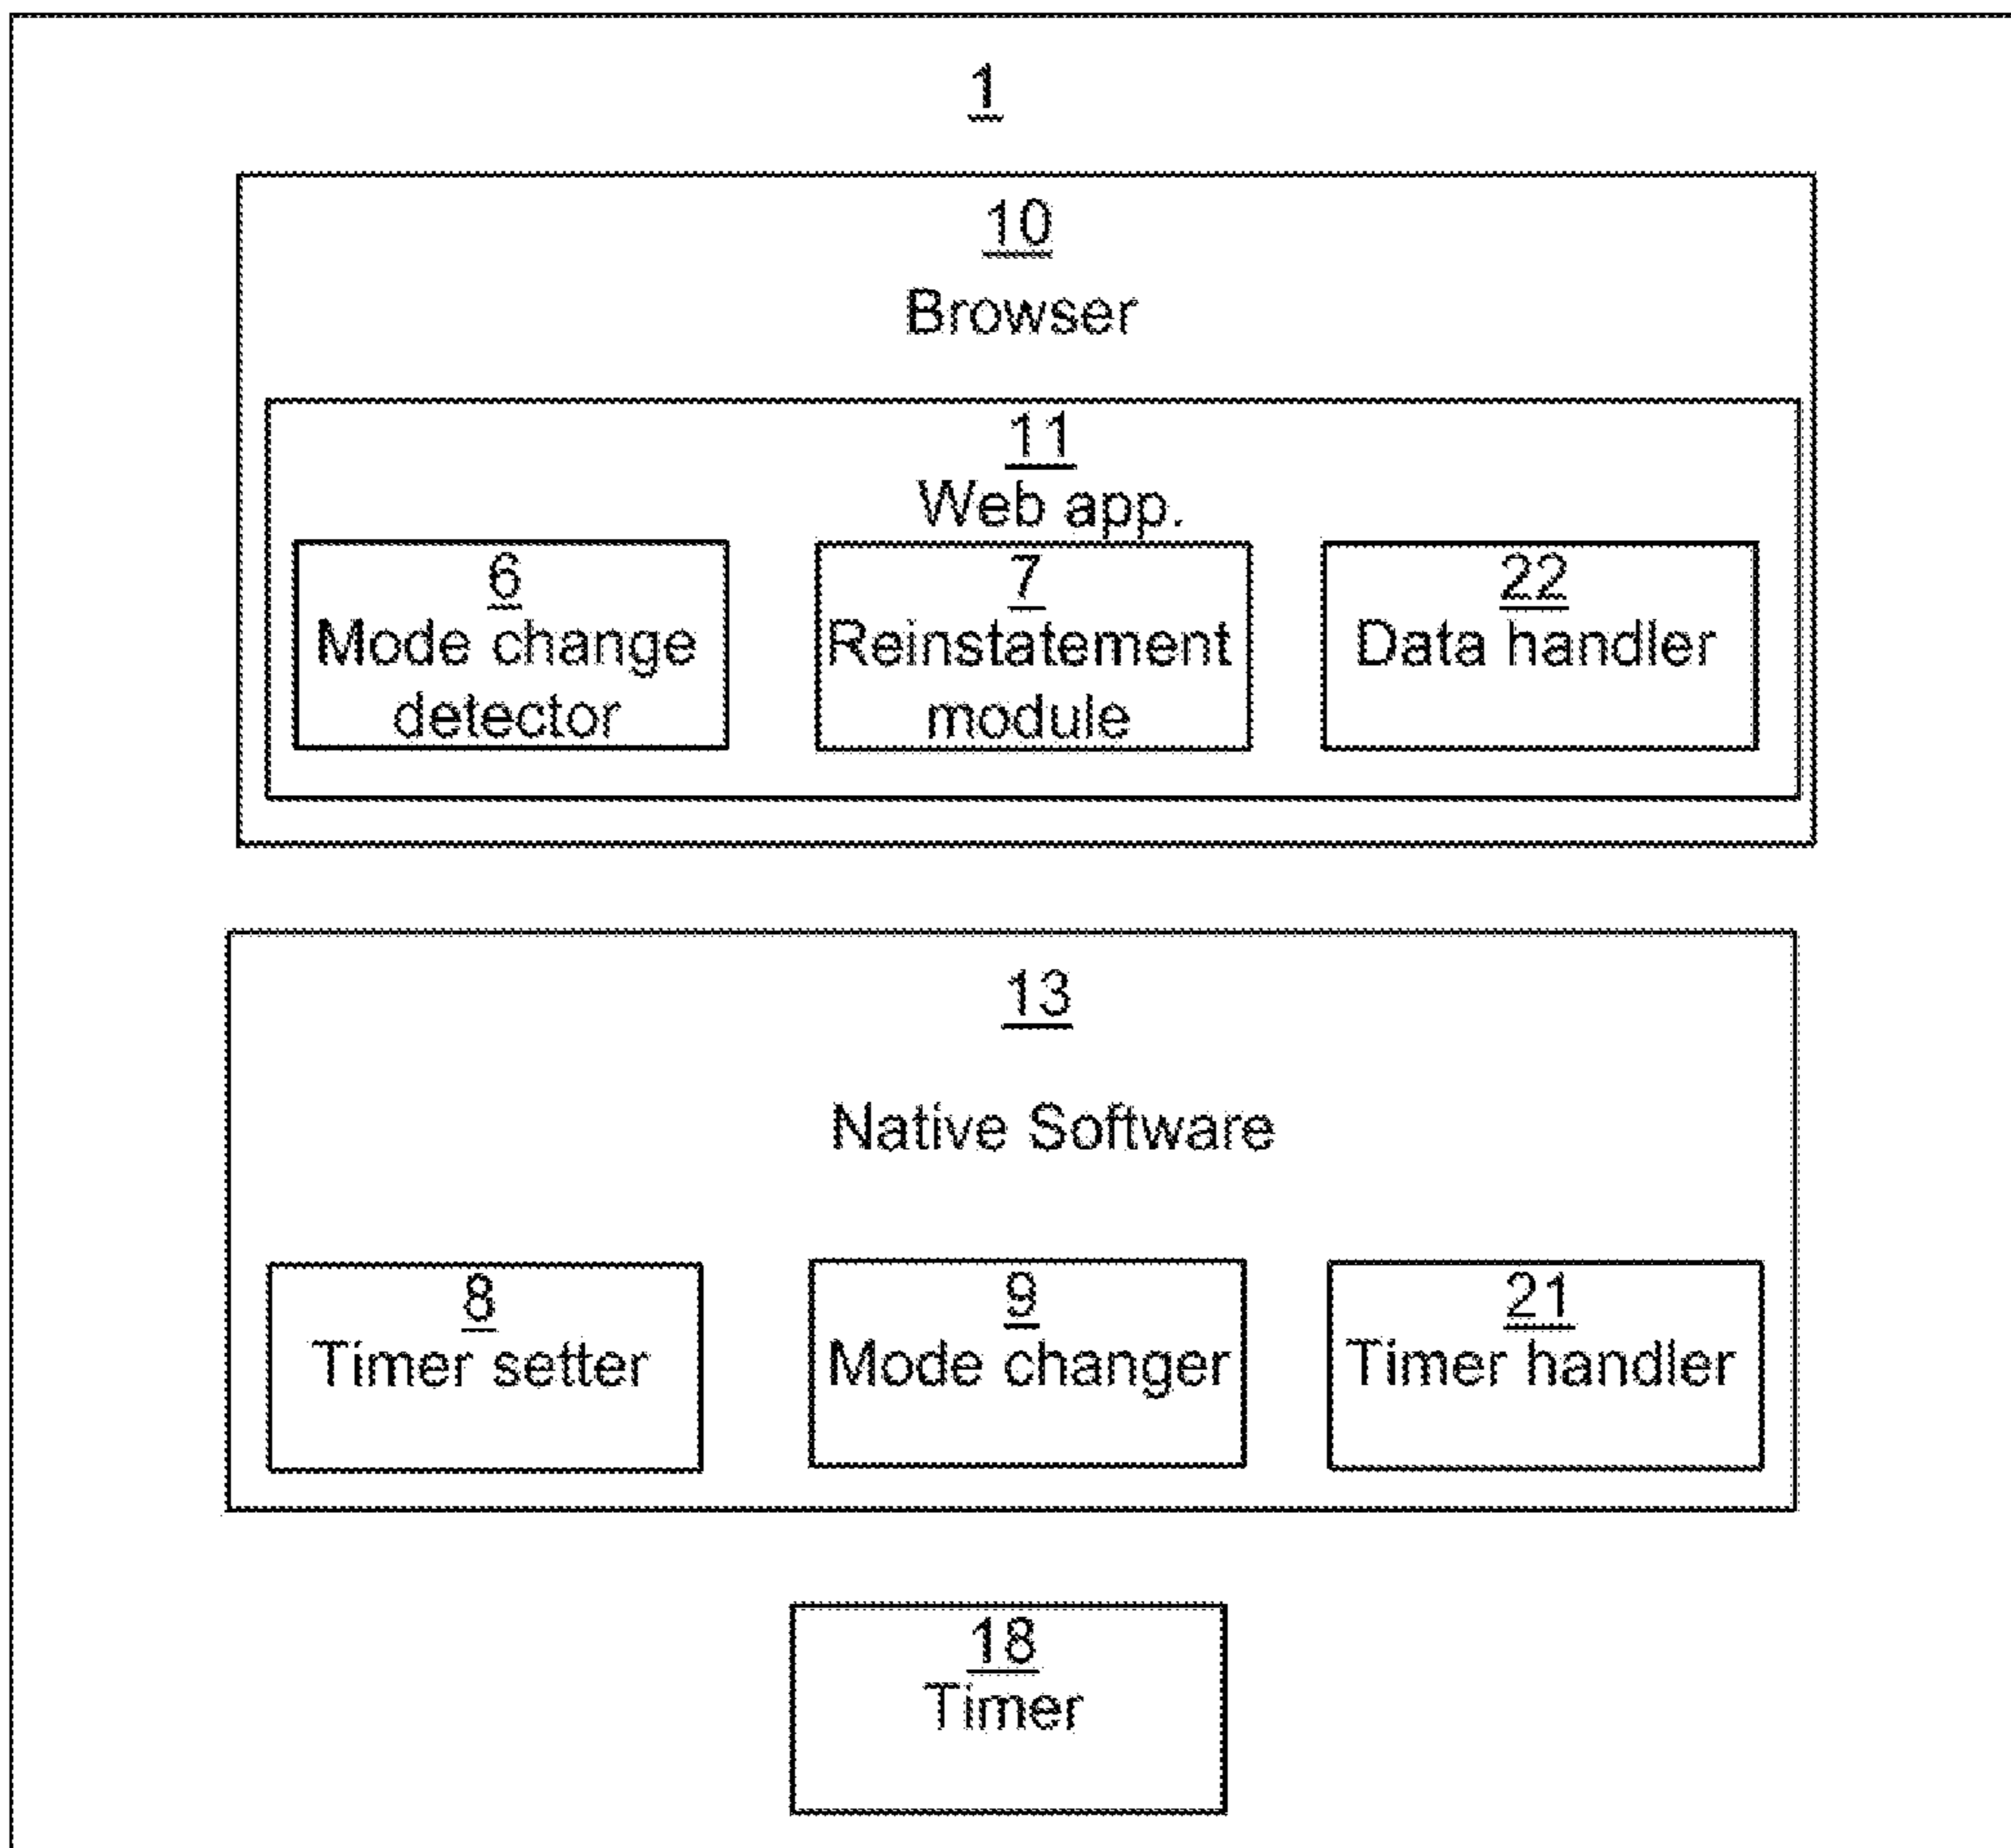 1
10
Browser
11
Web app.
6
Mode change
detector
7
Reinstatement
module
22
Data handler
13
Native Software
8
Timer setter
9
Mode changer
21
Timer handler
18
Timer